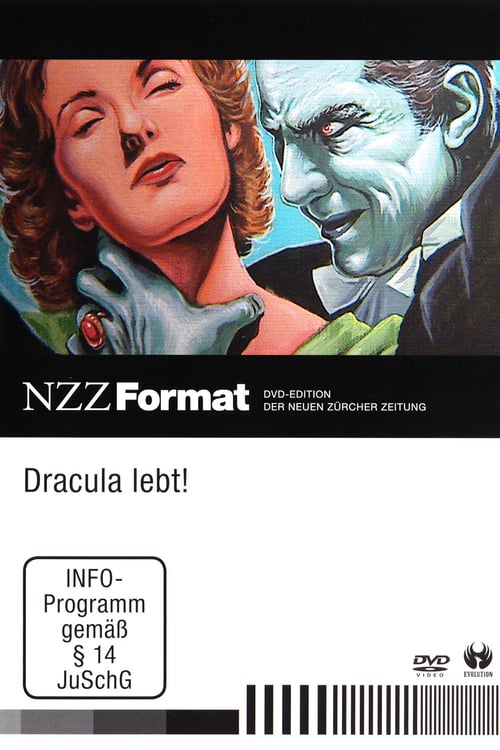 NZZ Format
DVD-EDITION
DER NEUEN ZÜRCHER ZEITUNG
Dracula lebt!
INFO-
Programm
gemäß
§ 14
JuSchG
DVD
VIDEO
EVOLUTION